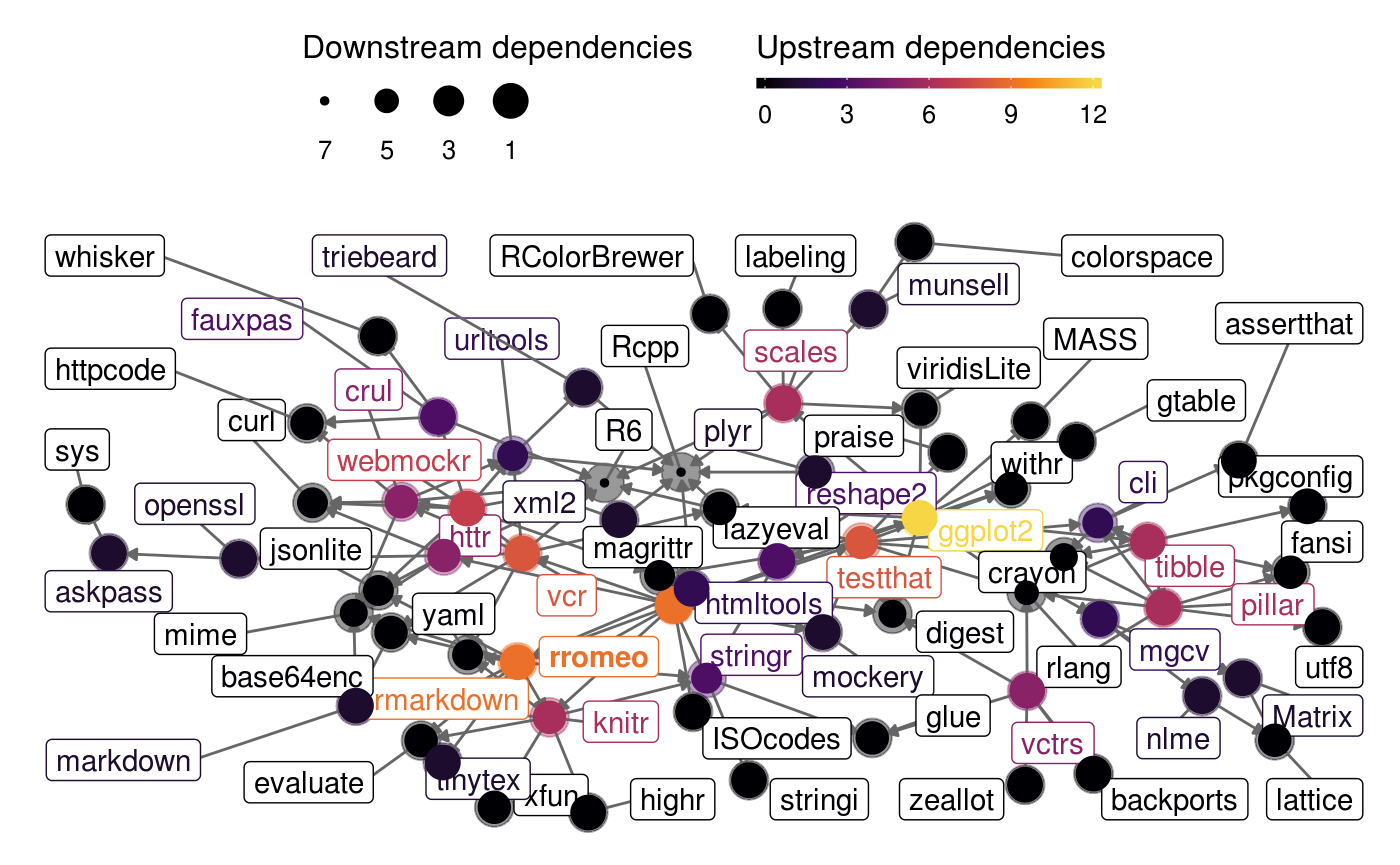 Downstream dependencies
Upstream dependencies
7 5 3 1
0 3 6 9 12
whisker
triebeard
RColorBrewer
labeling
colorspace
munsell
fauxpas
urltools
Rcpp
scales
MASS
assertthat
httpcode
crul
viridisLite
gtable
curl
R6
plyr
praise
sys
webmockr
withr
cli
pkgconfig
openssl
xml2
reshape2
jsonlite
httr
magrittr
lazyeval
ggplot2
fansi
askpass
vcr
testthat
crayon
tibble
mime
yaml
htmltools
digest
pillar
base64enc
rromeo
stringr
mockery
rlang
mgcv
utf8
rmarkdown
knitr
ISOcodes
glue
vctrs
nlme
Matrix
markdown
evaluate
tinytex
xfun
highr
stringi
zeallot
backports
lattice